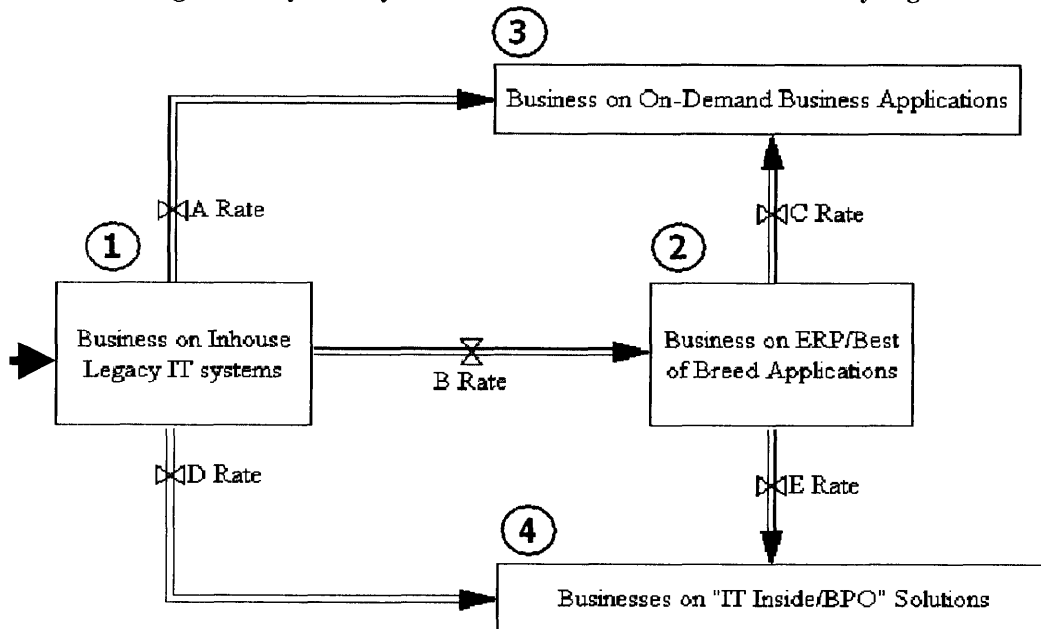 3
Business on On-Demand Business Applications
A Rate
C Rate
1
2
Business on Inhouse
Legacy IT systems
Business on ERP/Best
of Breed Applications
B Rate
D Rate
E Rate
4
Businesses on "IT Inside/BPO" Solutions